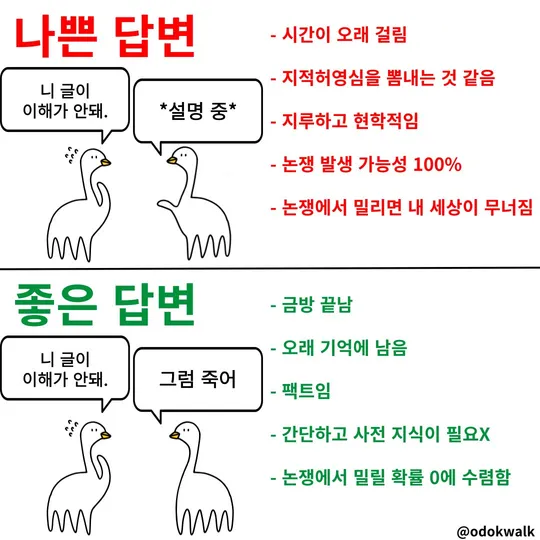 나쁜 답변
니 글이
이해가 안돼.
*설명 중*
- 시간이 오래 걸림
- 지적허영심을 뽐내는 것 같음
- 지루하고 현학적임
- 논쟁 발생 가능성 100%
- 논쟁에서 밀리면 내 세상이 무너짐
좋은 답변
니 글이
이해가 안돼.
그럼 죽어
- 금방 끝남
- 오래 기억에 남음
- 팩트임
- 간단하고 사전 지식이 필요X
- 논쟁에서 밀릴 확률 0에 수렴함
@odokwalk